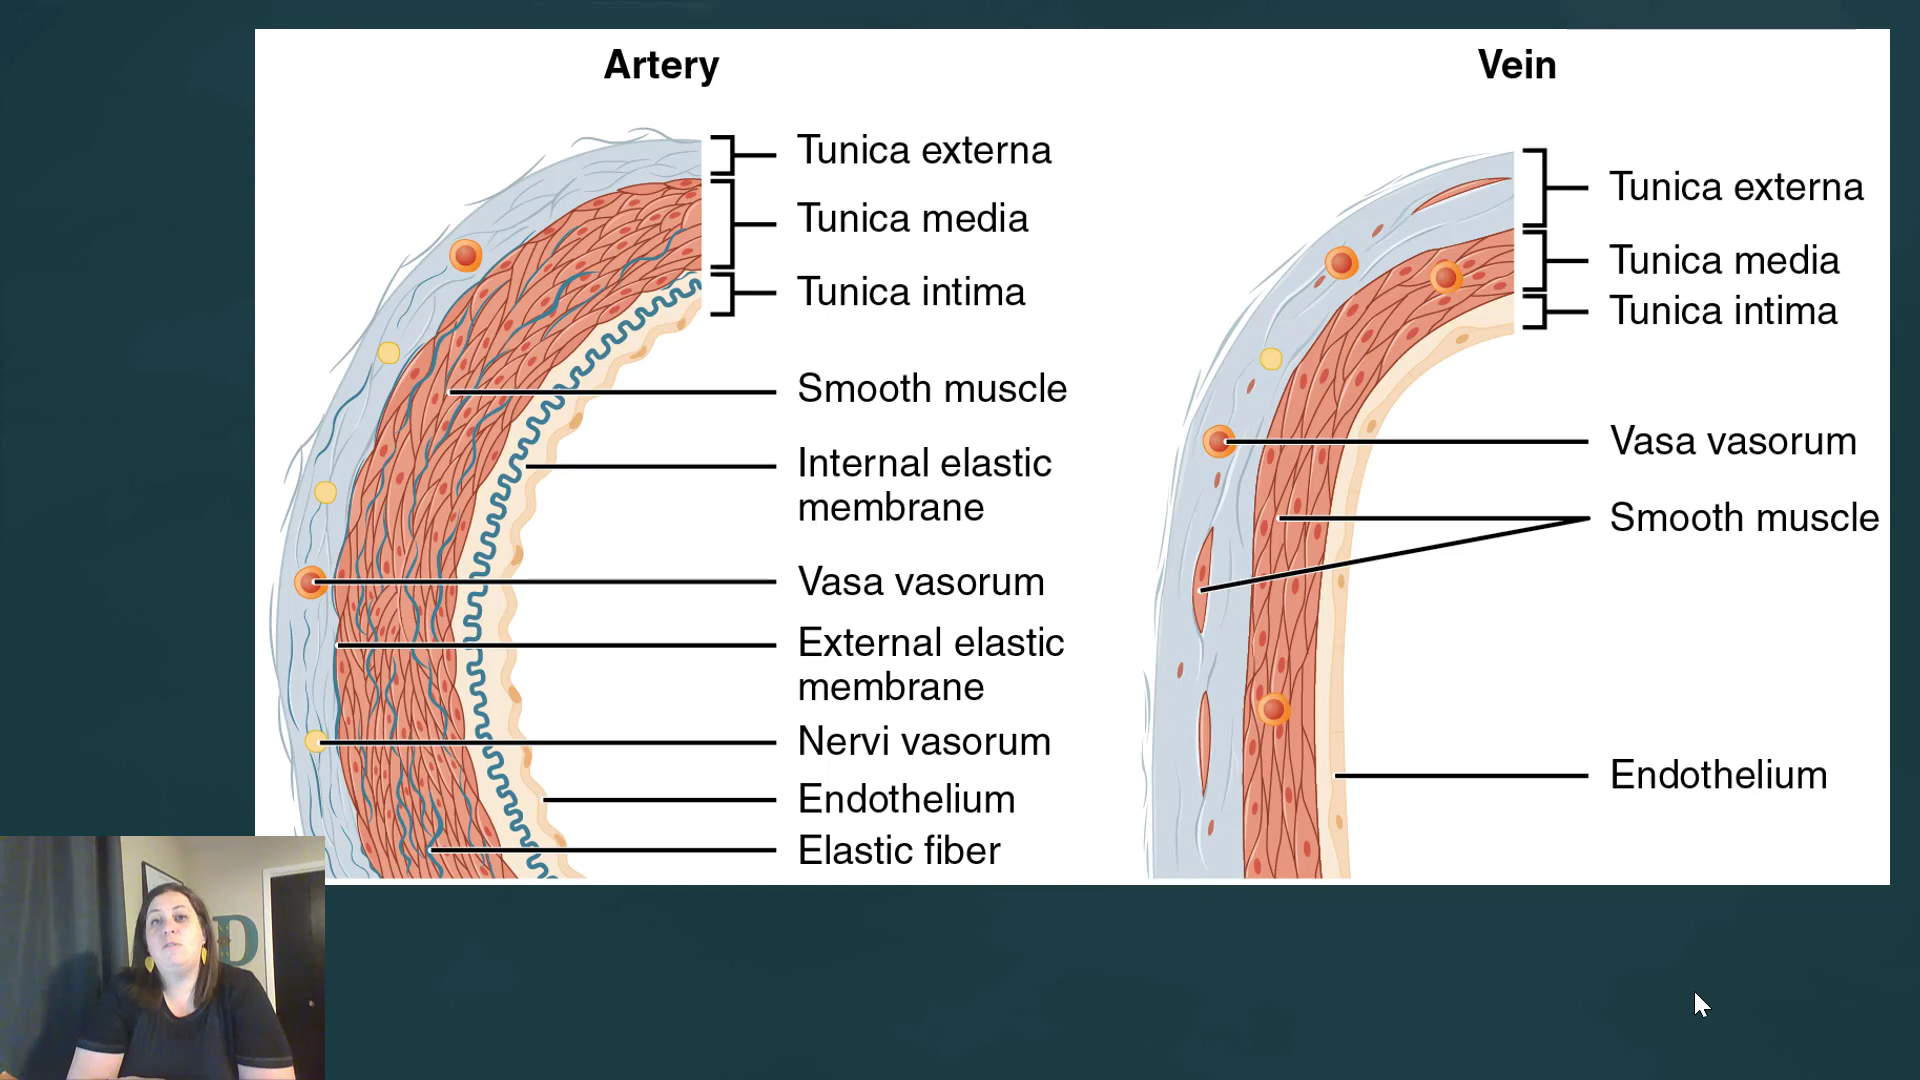 Artery
Tunica externa
Tunica media
Tunica intima
Smooth muscle
Internal elastic
membrane
Vasa vasorum
External elastic
membrane
Nervi vasorum
Endothelium
Elastic fiber
Vein
Tunica externa
Tunica media
Tunica intima
Vasa vasorum
Smooth muscle
Endothelium
D